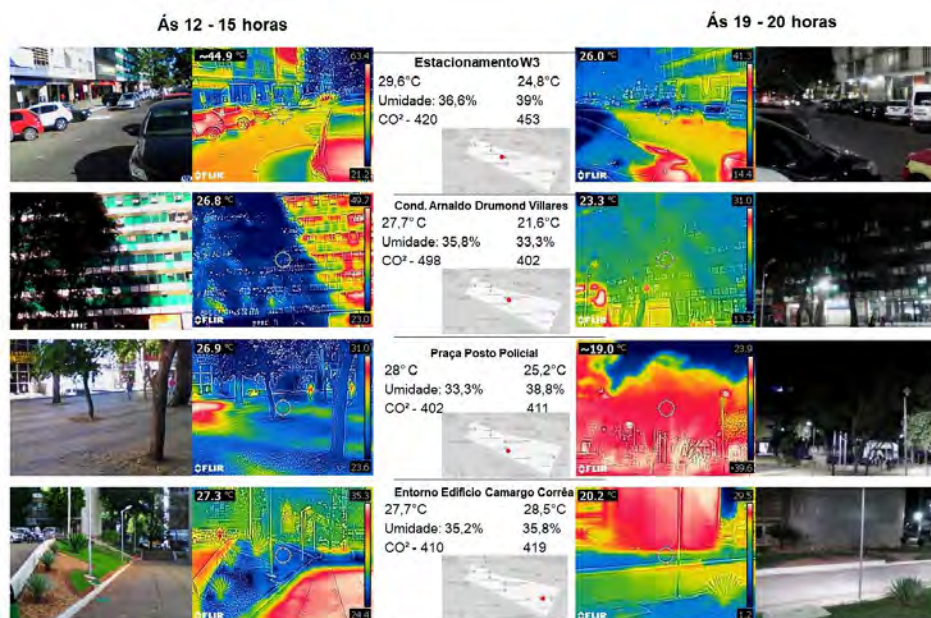 Ás 12 - 15 horas
Ás 19 - 20 horas
~44.9 °C
63.4
21.2
FLIR
Estacionamento W3
29,6°C 24,8°C
Umidade: 36,6% 39%
CO² - 420 453
26.0 °C
41.3
14.4
FLIR
26.8 °C
49.7
23.0
FLIR
Cond. Arnaldo Drumond Villares
27,7°C 21,6°C
Umidade: 35,8% 33,3%
CO² - 498 402
23.3 °C
31.0
13.2
FLIR
26.9 °C
31.0
23.6
FLIR
Praça Posto Policial
28°C 25,2°C
Umidade: 33,3% 38,8%
CO² - 402 411
~19.0 °C
23.9
-39.6
FLIR
27.3 °C
35.3
24.4
FLIR
Entorno Edifício Camargo Corrêa
27,7°C 28,5°C
Umidade: 35,2% 35,8%
CO² - 410 419
20.2 °C
29.5
1.2
FLIR